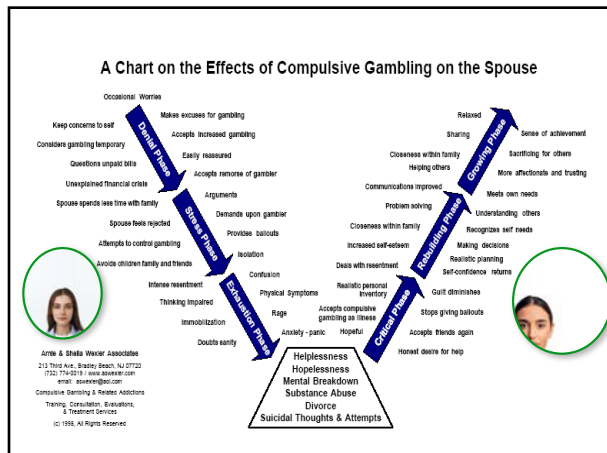 A Chart on the Effects of Compulsive Gambling on the Spouse
Occasional Worries
Makes excuses for gambling
Keep concerns to self
Accepts increased gambling
Considere gambling temporary
Easily reassured
Questions unpaid bills
Accepts remorse of gambler
Unexplained financial crisis
Denial Phase
Arguments
Spouse spends less time with family
Demands upon gambler
Spouse feels rejected
Provides bailouts
Attempts to control gambling
Isolation
Avoids children family and friends
Stress Phase
Confusion
Intense resentment
Physical Symptoms
Thinking Impaired
Rage
Immobilization
Anxiety - panic
Doubts sanity
Exhaustion Phase
Helplessness
Hopelessness
Mental Breakdown
Substance Abuse
Divorce
Suicidal Thoughts & Attempts
Relaxed
Sharing
Sense of achievement
Closeness within family
Sacrificing for others
Helping others
More affectionate and trusting
Growing Phase
Communications improved
Meets own needs
Problem solving
Understanding others
Closeness within family
Recognizes self needs
Increased self-esteem
Making decisions
Deals with resentment
Realistic planning
Self-confidence returns
Rebuilding Phase
Realistic personal
Inventory
Guilt diminishes
Accepts compulsive
gambling as illness
Stops giving bailouts
Hopeful
Accepts friends again
Honest desire for help
Critical Phase
Arnie & Sheila Wexler Associates
213 Third Ave., Bradley Beach, NJ 07720
(732) 774-0019 / www.aswexler.com
email: aswexler@aol.com
Compulsive Gambling & Related Addictions
Training, Consultation, Evaluations,
& Treatment Services
(c) 1998, All Rights Reserved